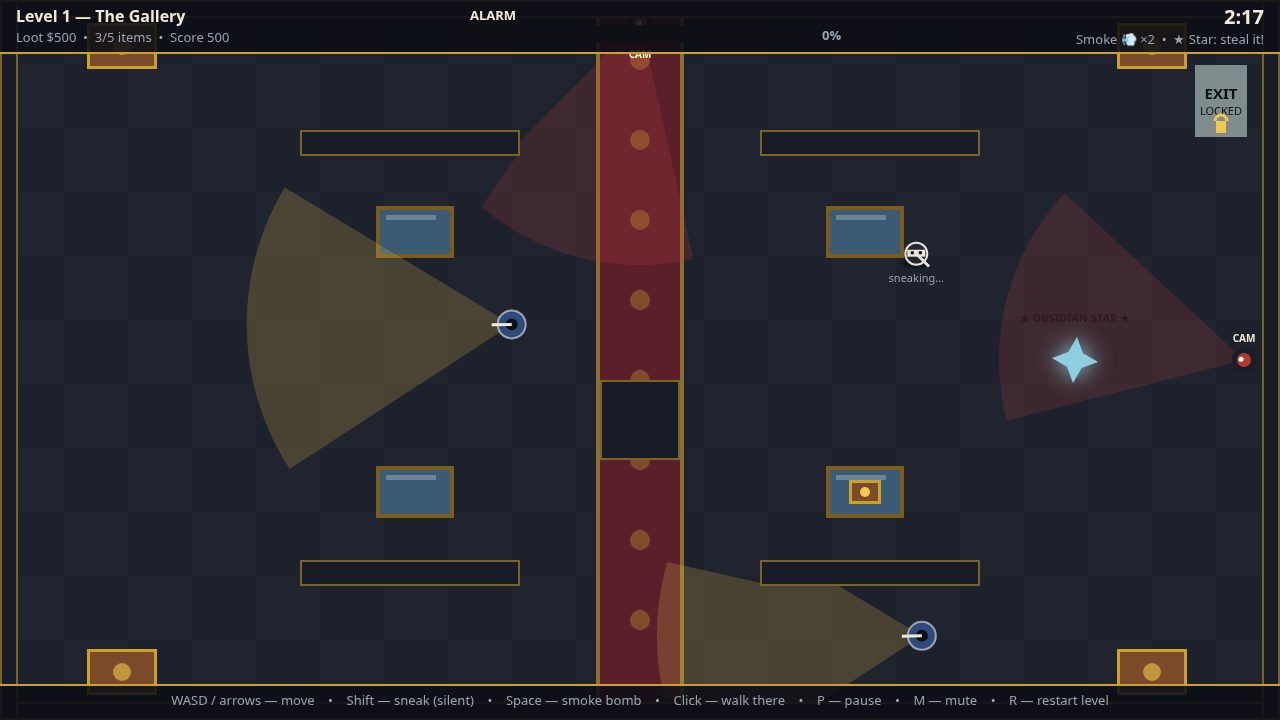 Level 1 — The Gallery
Loot $500 • 3/5 items • Score 500
ALARM
0%
2:17
Smoke 💨 ×2 • ★ Star: steal it!
CAM
EXIT
LOCKED
sneaking...
★ OBSIDIAN STAR ★
CAM
WASD / arrows — move • Shift — sneak (silent) • Space — smoke bomb • Click — walk there • P — pause • M — mute • R — restart level